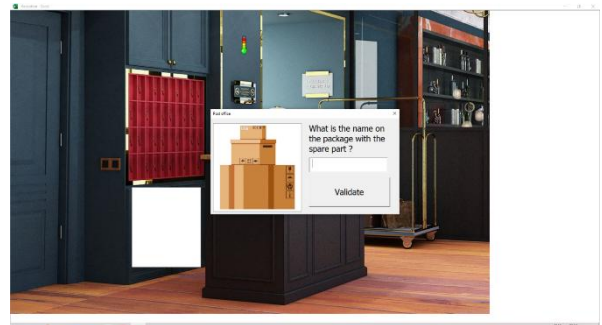 Post office
What is the name on
the package with the
spare part ?
Validate